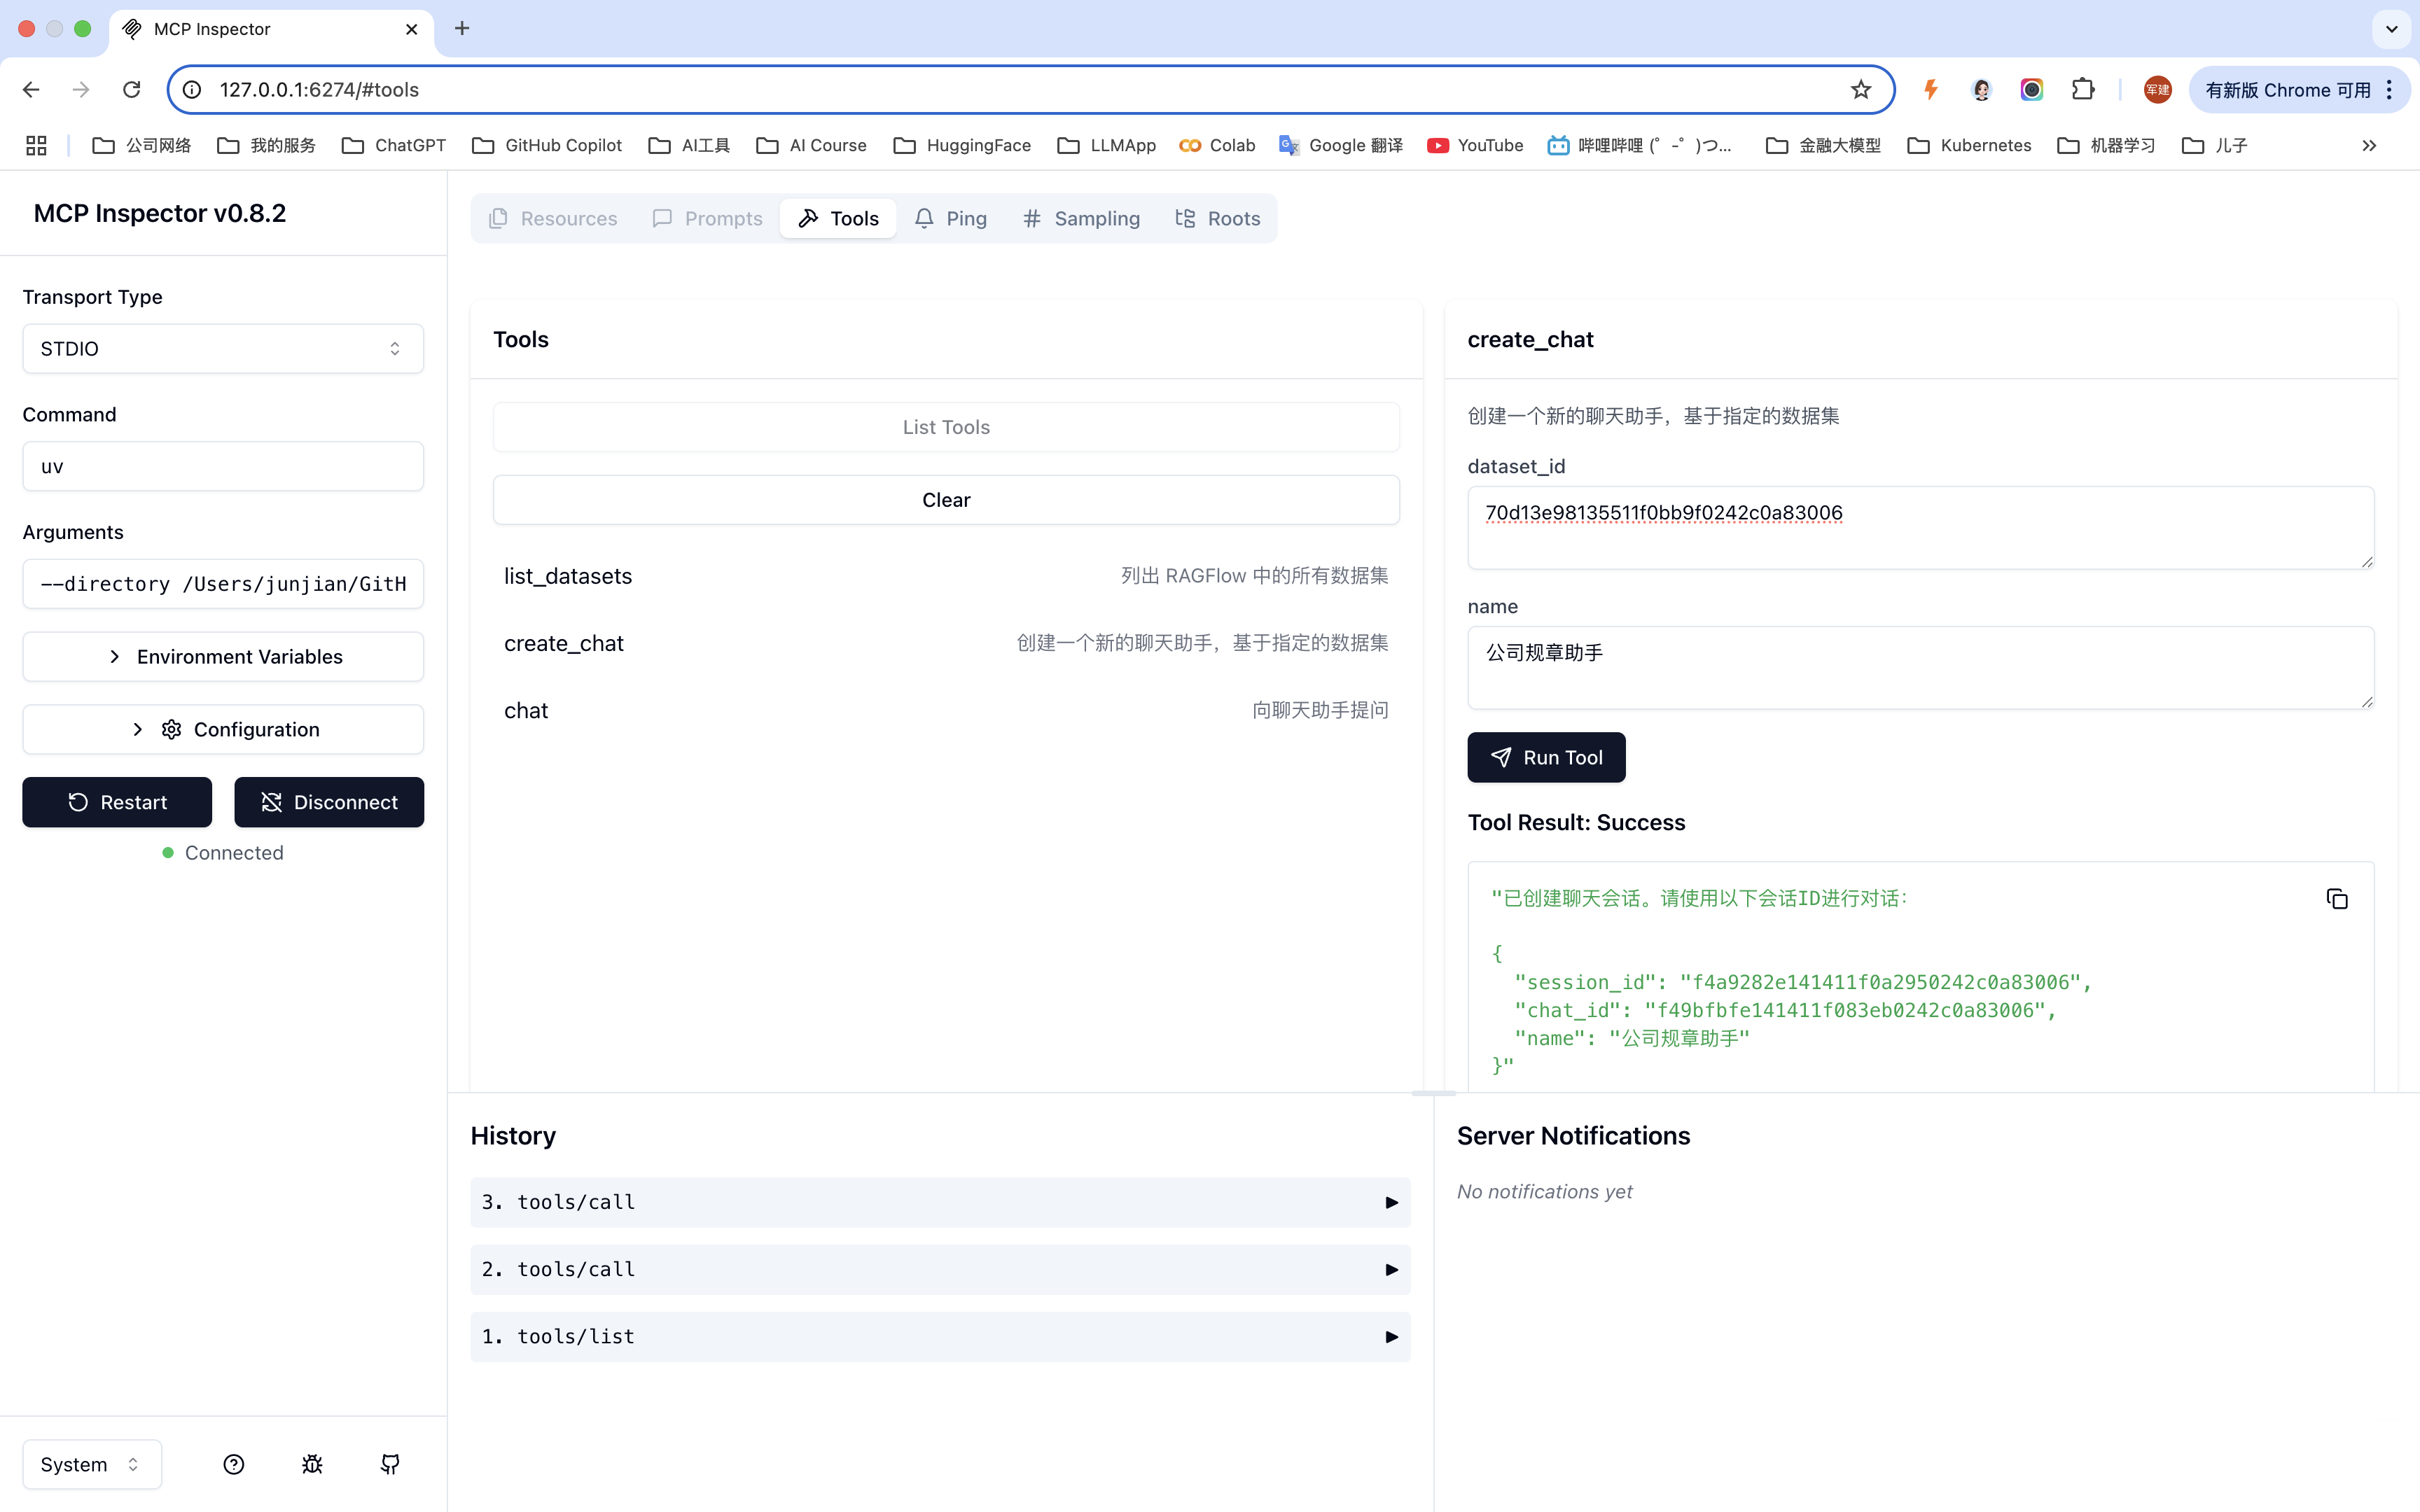 MCP Inspector
127.0.0.1:6274/#tools
军建
有新版 Chrome 可用
公司网络
我的服务
ChatGPT
GitHub Copilot
AI工具
AI Course
HuggingFace
LLMApp
Colab
Google 翻译
YouTube
哔哩哔哩 (゜-゜)つ...
金融大模型
Kubernetes
机器学习
儿子
MCP Inspector v0.8.2
Transport Type
STDIO
Command
uv
Arguments
--directory /Users/junjian/GitH
Environment Variables
Configuration
Restart
Disconnect
Connected
System
Resources
Prompts
Tools
Ping
Sampling
Roots
Tools
List Tools
Clear
list_datasets
列出 RAGFlow 中的所有数据集
create_chat
创建一个新的聊天助手，基于指定的数据集
chat
向聊天助手提问
create_chat
创建一个新的聊天助手，基于指定的数据集
dataset_id
70d13e98135511f0bb9f0242c0a83006
name
公司规章助手
Run Tool
Tool Result: Success
"已创建聊天会话。请使用以下会话ID进行对话：
{
"session_id": "f4a9282e141411f0a2950242c0a83006",
"chat_id": "f49bfbfe141411f083eb0242c0a83006",
"name": "公司规章助手"
}"
History
3. tools/call
2. tools/call
1. tools/list
Server Notifications
No notifications yet